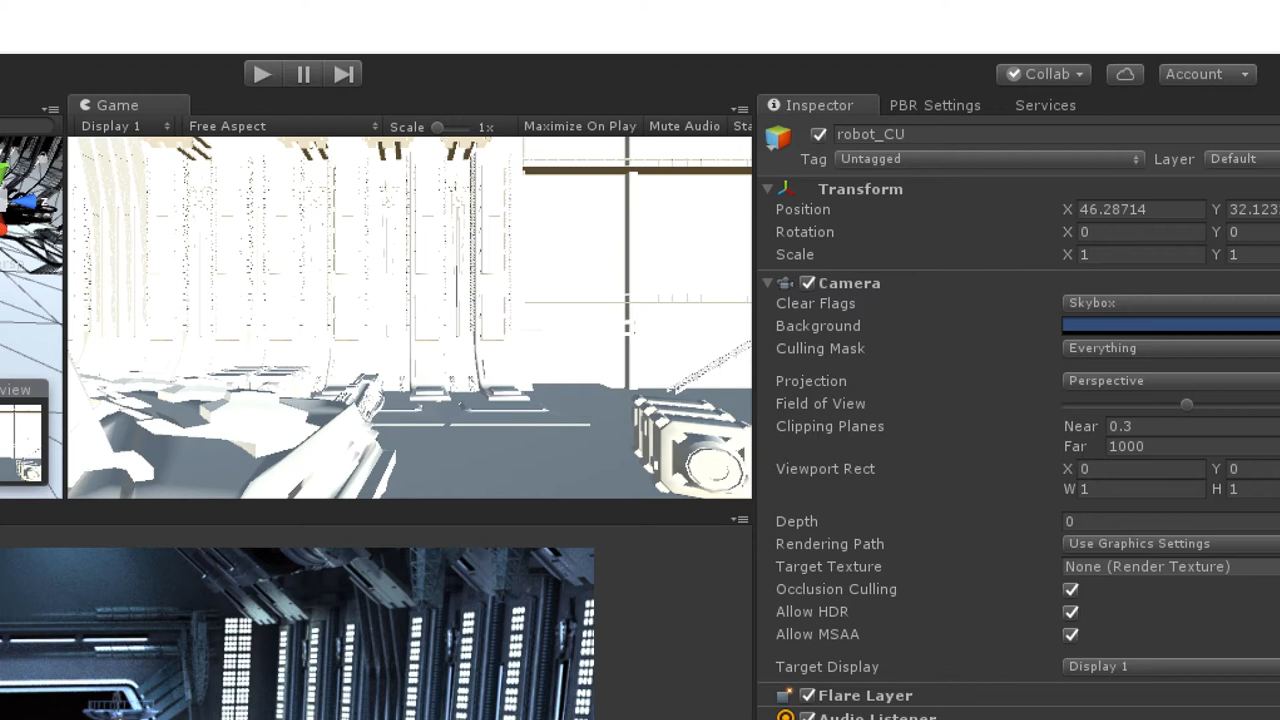 Collab
Account
Game
Inspector
PBR Settings
Services
Display 1
Free Aspect
Scale
1x
Maximize On Play
Mute Audio
robot_CU
Tag
Untagged
Layer
Default
Transform
Position
X 46.28714
Y
Rotation
X 0
Y 0
Scale
X 1
Y 1
Camera
Clear Flags
Skybox
Background
Culling Mask
Everything
Projection
Perspective
Field of View
Clipping Planes
Near 0.3
Far 1000
Viewport Rect
X 0
Y 0
W 1
H 1
Depth
0
Rendering Path
Use Graphics Settings
Target Texture
None (Render Texture)
Occlusion Culling
Allow HDR
Allow MSAA
Target Display
Display 1
Flare Layer
Audio Listener